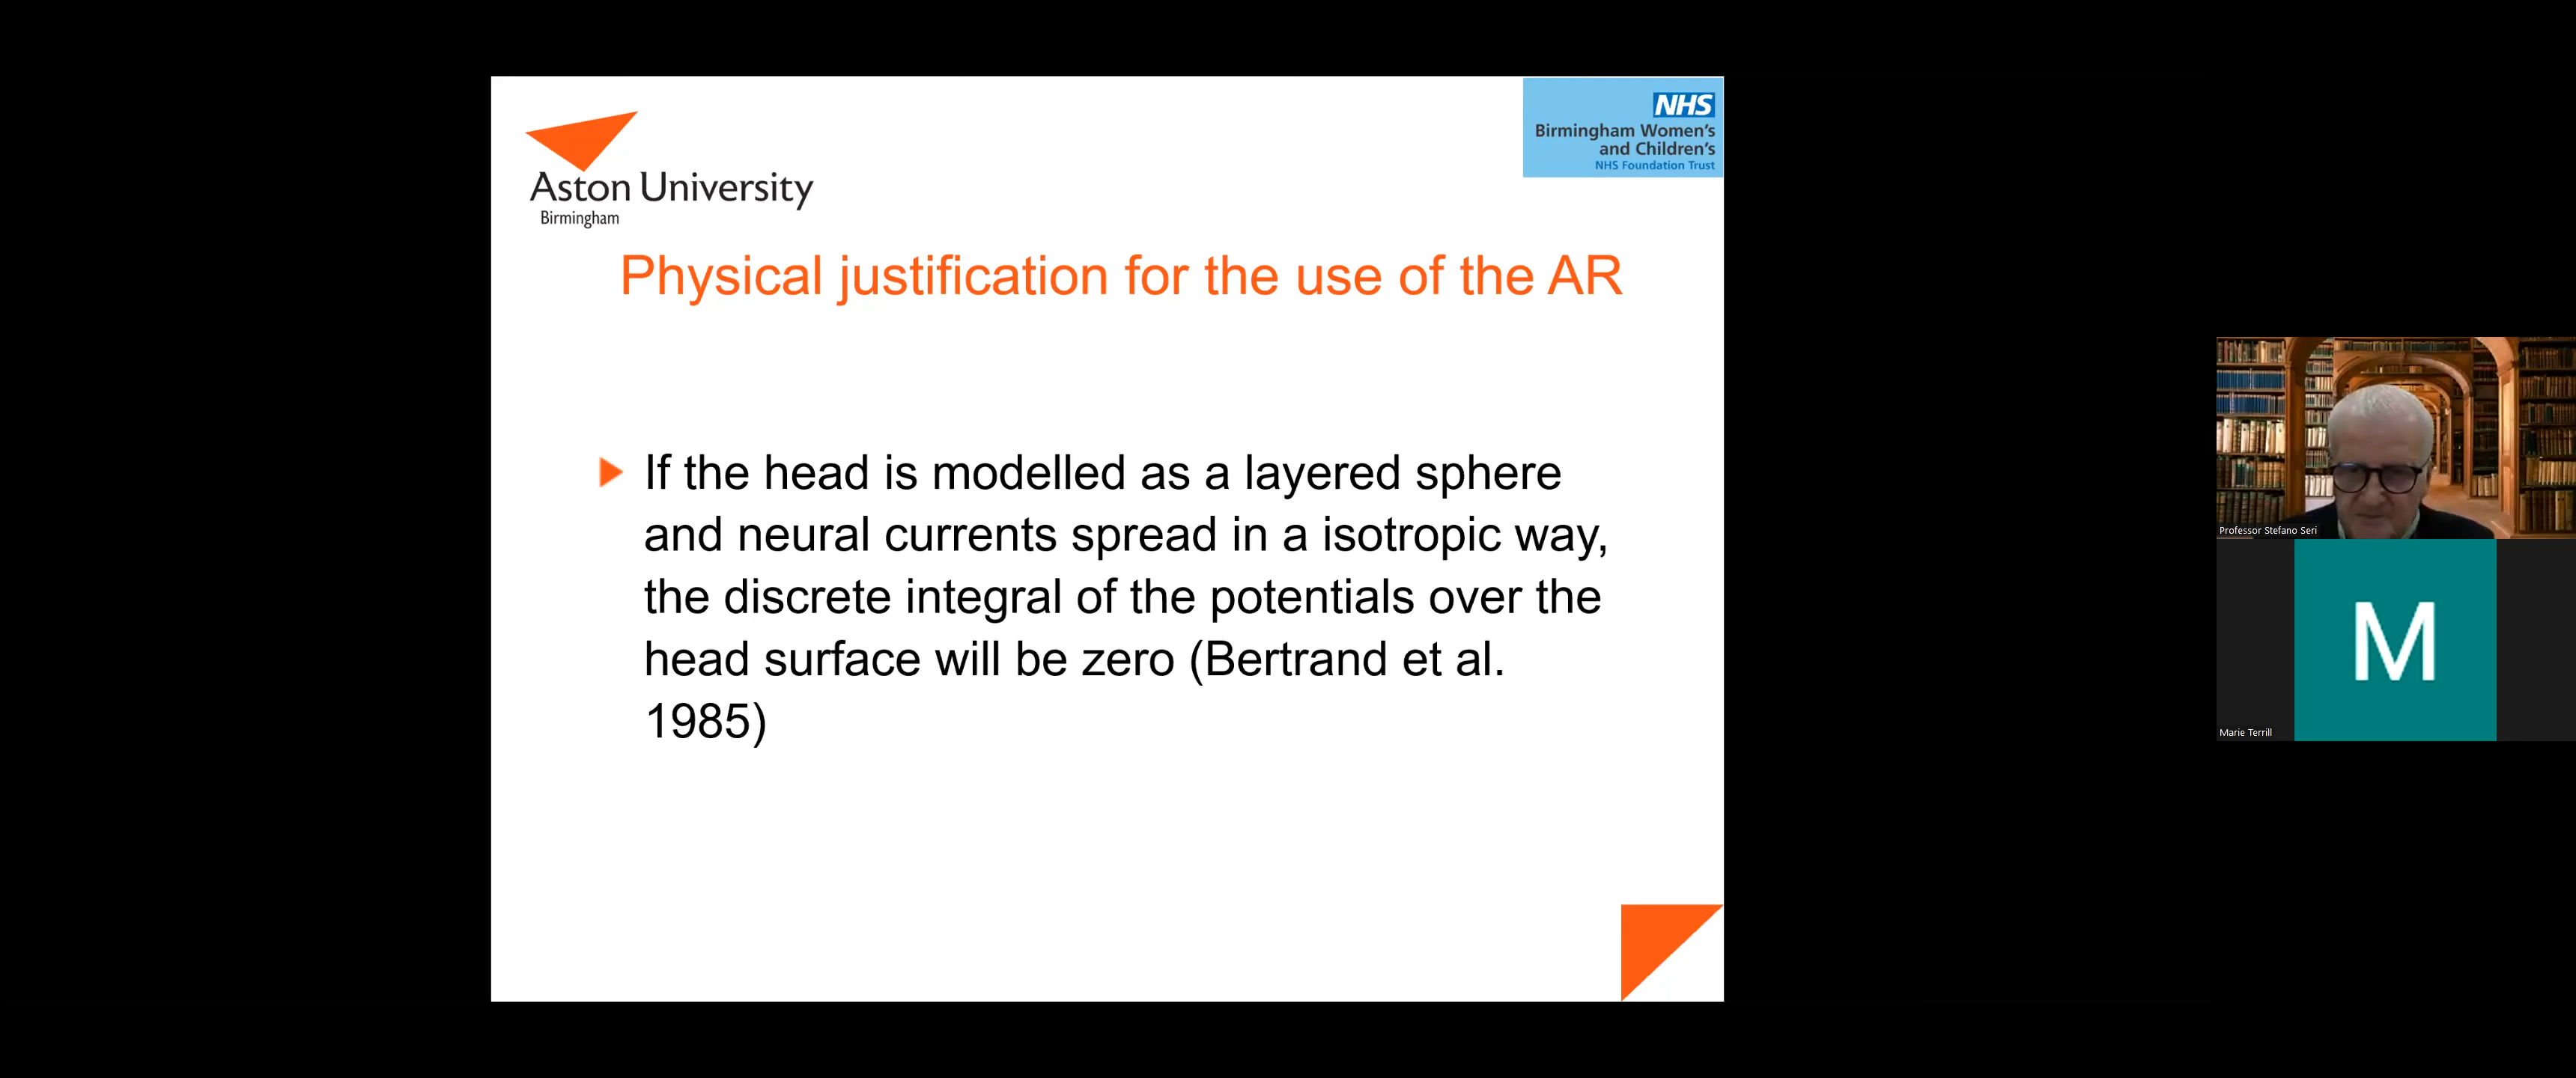 Aston University
Birmingham
NHS
Birmingham Women's
and Children's
NHS Foundation Trust
Physical justification for the use of the AR
If the head is modelled as a layered sphere
and neural currents spread in a isotropic way,
the discrete integral of the potentials over the
head surface will be zero (Bertrand et al.
1985)
Professor Stefano Seri
M
Marie Terrill